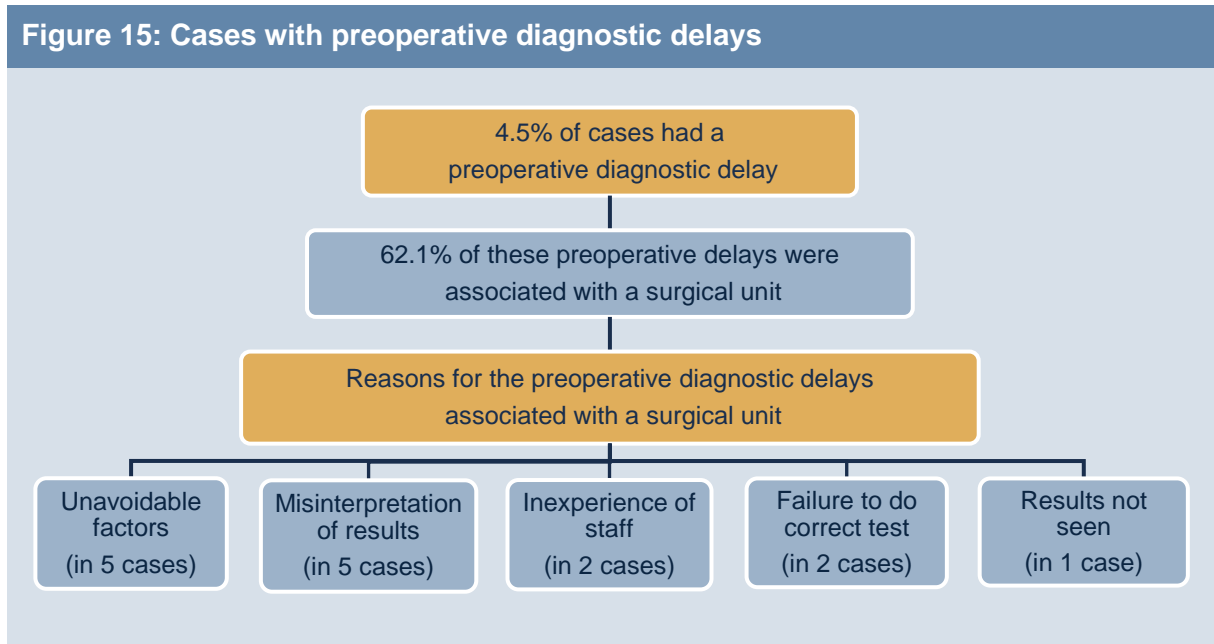 Figure 15: Cases with preoperative diagnostic delays
4.5% of cases had a
preoperative diagnostic delay
62.1% of these preoperative delays were
associated with a surgical unit
Reasons for the preoperative diagnostic delays
associated with a surgical unit
Unavoidable
factors
(in 5 cases)
Misinterpretation
of results
(in 5 cases)
Inexperience of
staff
(in 2 cases)
Failure to do
correct test
(in 2 cases)
Results not
seen
(in 1 case)